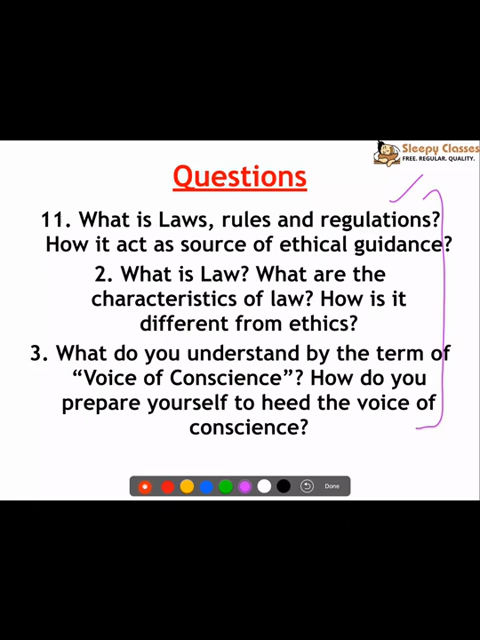 Sleepy Classes
FREE. REGULAR. QUALITY.
Questions
11. What is Laws, rules and regulations?
How it act as source of ethical guidance?
2. What is Law? What are the
characteristics of law? How is it
different from ethics?
3. What do you understand by the term of
“Voice of Conscience”? How do you
prepare yourself to heed the voice of
conscience?
Done